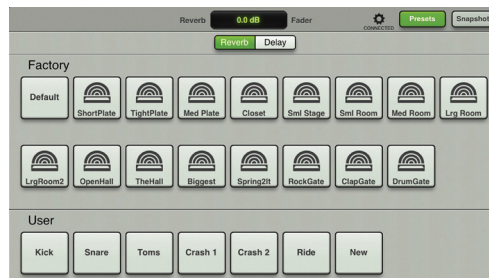 Reverb 0.0 dB Fader CONNECTED Presets Snapshot
Reverb Delay
Factory
Default ShortPlate TightPlate Med Plate Closet Sml Stage Sml Room Med Room Lrg Room
LrgRoom2 OpenHall TheHall Biggest Spring2It RockGate ClapGate DrumGate
User
Kick Snare Toms Crash 1 Crash 2 Ride New